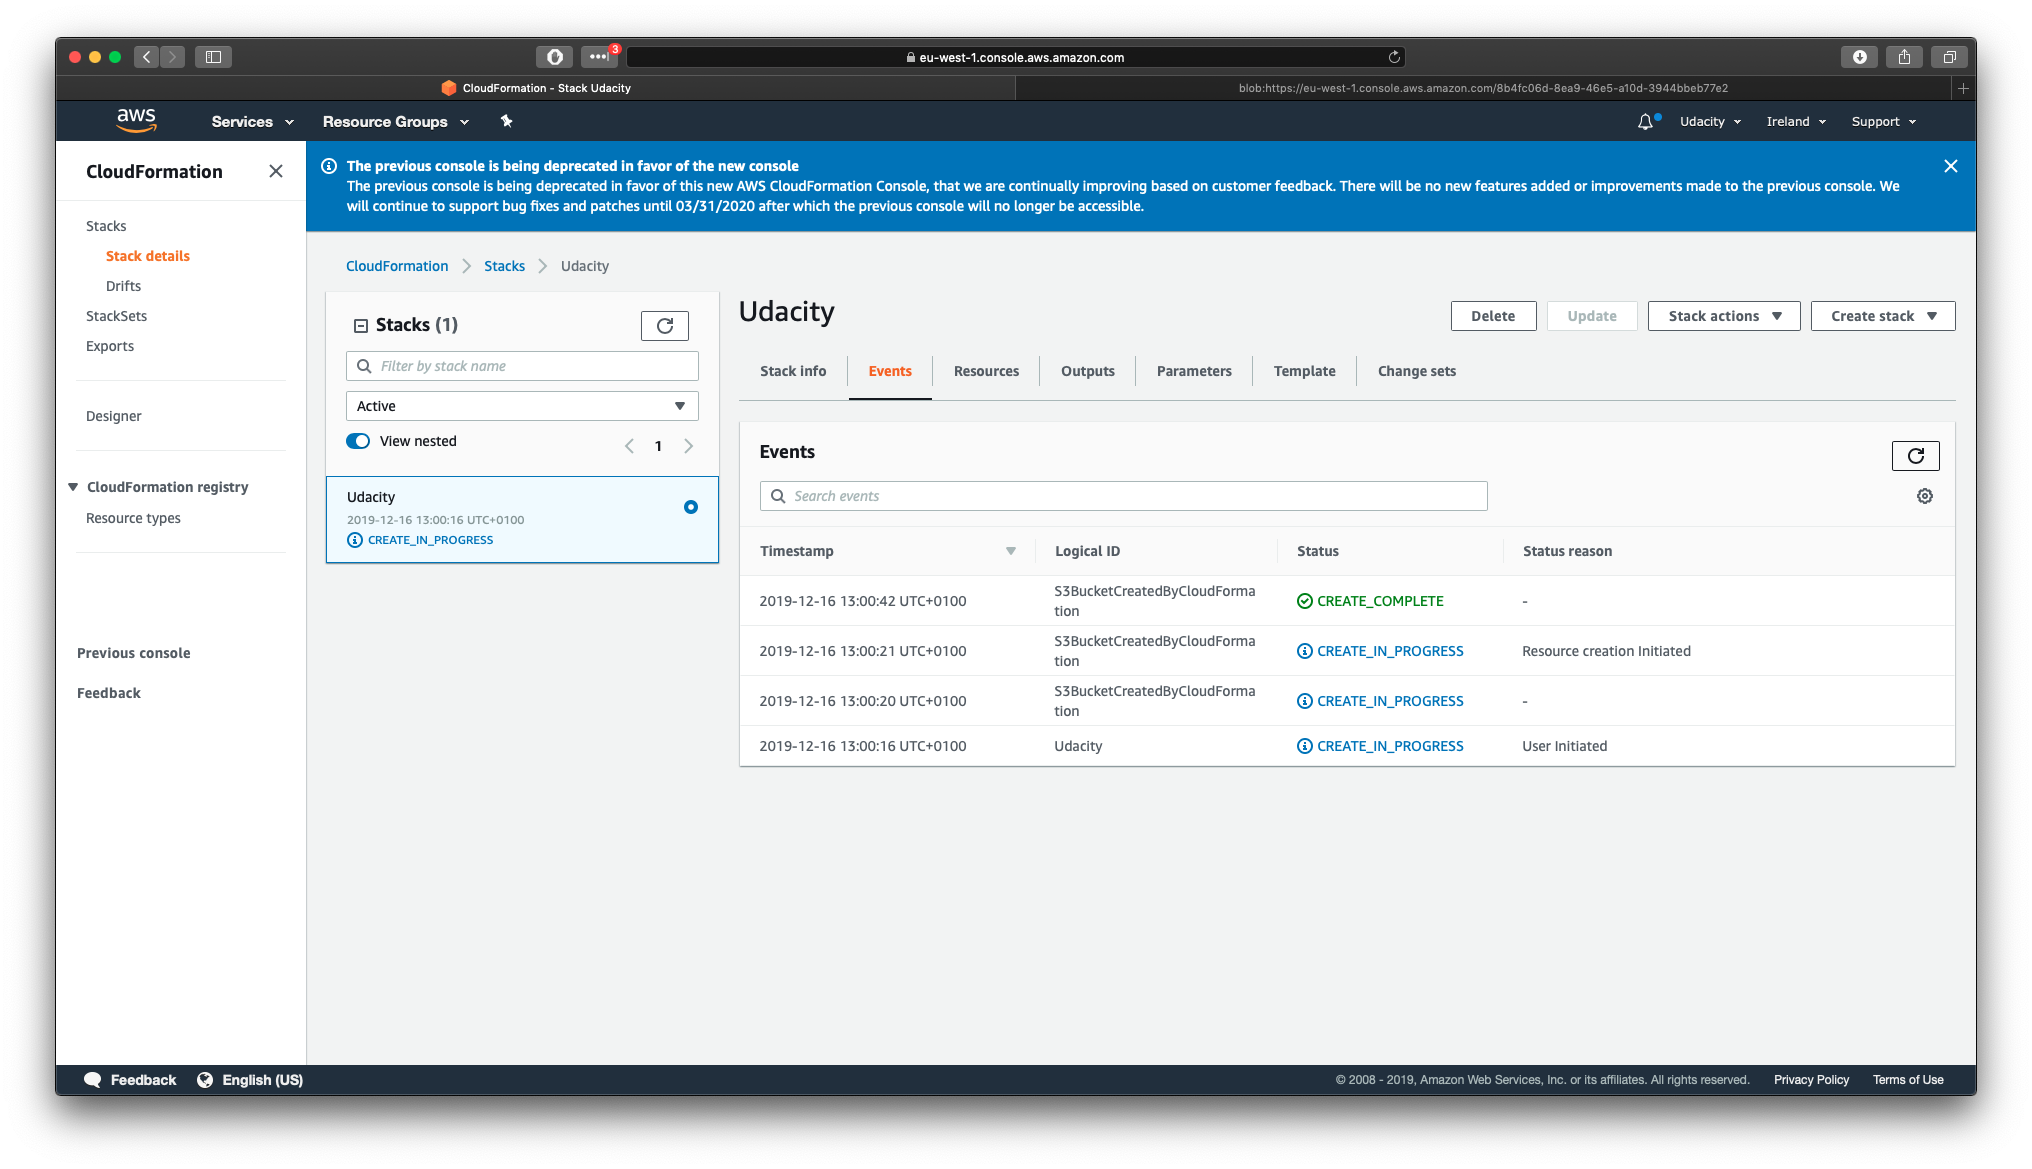 3
eu-west-1.console.aws.amazon.com
CloudFormation - Stack Udacity
blob:https://eu-west-1.console.aws.amazon.com/8b4fc06d-8ea9-46e5-a10d-3944bbeb77e2
aws
Services
Resource Groups
Udacity
Ireland
Support
CloudFormation
Stacks
Stack details
Drifts
StackSets
Exports
Designer
CloudFormation registry
Resource types
Previous console
Feedback
The previous console is being deprecated in favor of the new console
The previous console is being deprecated in favor of this new AWS CloudFormation Console, that we are continually improving based on customer feedback. There will be no new features added or improvements made to the previous console. We
will continue to support bug fixes and patches until 03/31/2020 after which the previous console will no longer be accessible.
CloudFormation
Stacks
Udacity
Stacks (1)
Filter by stack name
Active
View nested
1
Udacity
2019-12-16 13:00:16 UTC+0100
CREATE_IN_PROGRESS
Udacity
Delete
Update
Stack actions
Create stack
Stack info
Events
Resources
Outputs
Parameters
Template
Change sets
Events
Search events
Timestamp
Logical ID
Status
Status reason
2019-12-16 13:00:42 UTC+0100
S3BucketCreatedByCloudForma
tion
CREATE_COMPLETE
-
2019-12-16 13:00:21 UTC+0100
S3BucketCreatedByCloudForma
tion
CREATE_IN_PROGRESS
Resource creation Initiated
2019-12-16 13:00:20 UTC+0100
S3BucketCreatedByCloudForma
tion
CREATE_IN_PROGRESS
-
2019-12-16 13:00:16 UTC+0100
Udacity
CREATE_IN_PROGRESS
User Initiated
Feedback
English (US)
© 2008 - 2019, Amazon Web Services, Inc. or its affiliates. All rights reserved.
Privacy Policy
Terms of Use